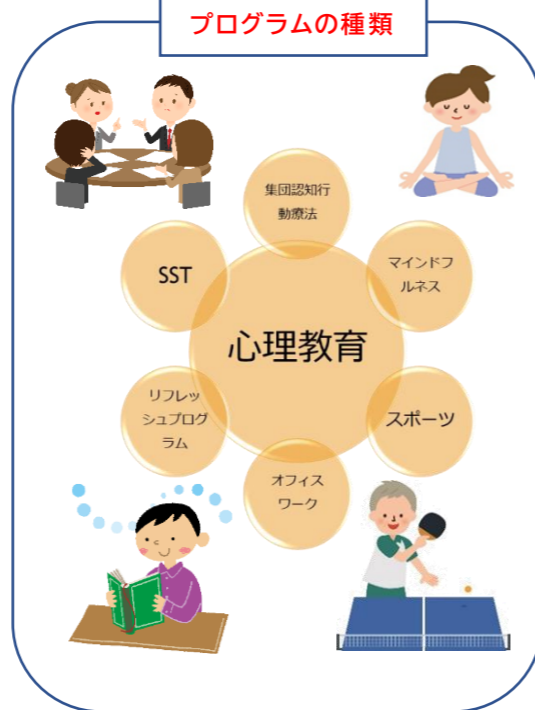 プログラムの種類
集団認知行
動療法
SST
マインドフ
ルネス
心理教育
リフレッ
シュプログ
ラム
スポーツ
オフィス
ワーク